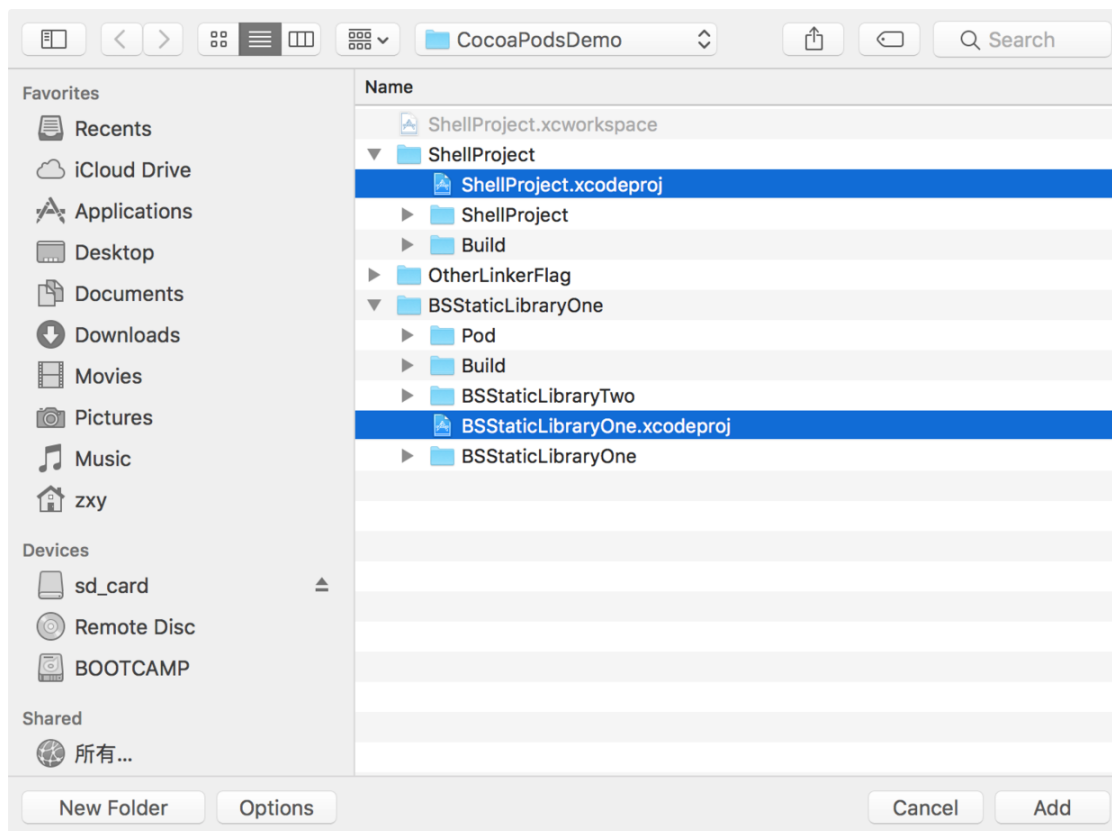 CocoaPodsDemo
Search
Favorites
Recents
iCloud Drive
Applications
Desktop
Documents
Downloads
Movies
Pictures
Music
zxy
Devices
sd_card
Remote Disc
BOOTCAMP
Shared
所有...
Name
ShellProject.xcworkspace
ShellProject
ShellProject.xcodeproj
ShellProject
Build
OtherLinkerFlag
BSStaticLibraryOne
Pod
Build
BSStaticLibraryTwo
BSStaticLibraryOne.xcodeproj
BSStaticLibraryOne
New Folder
Options
Cancel
Add